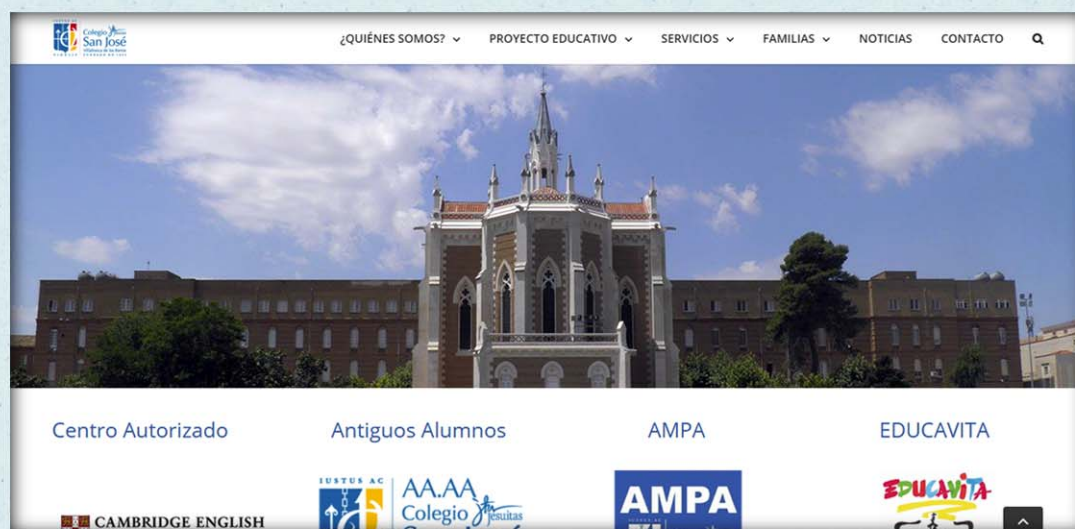 Colegio
San José
¿QUIÉNES SOMOS?
PROYECTO EDUCATIVO
SERVICIOS
FAMILIAS
NOTICIAS
CONTACTO
Centro Autorizado
Antiguos Alumnos
AMPA
EDUCAVITA
CAMBRIDGE ENGLISH
IUSTUS AC
AA.AA
Colegio Jesuitas
AMPA
EDUCAVITA